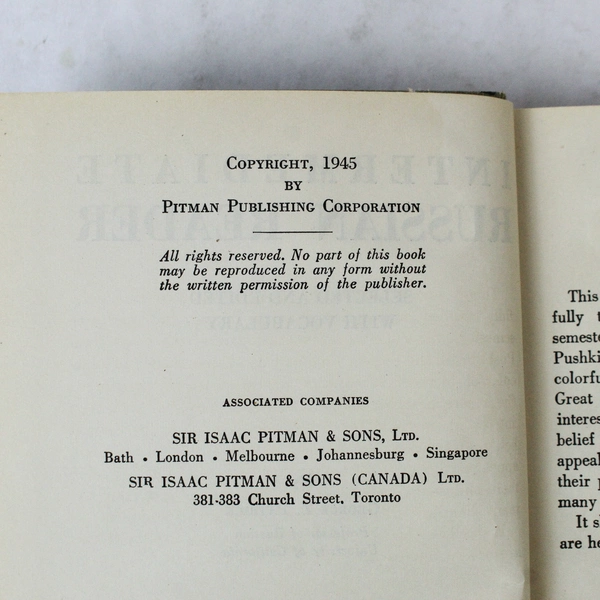 COPYRIGHT, 1945
BY
PITMAN PUBLISHING CORPORATION
All rights reserved. No part of this book
may be reproduced in any form without
the written permission of the publisher.
ASSOCIATED COMPANIES
SIR ISAAC PITMAN & SONS, LTD.
Bath • London • Melbourne • Johannesburg • Singapore
SIR ISAAC PITMAN & SONS (CANADA) LTD.
381-383 Church Street, Toronto
This
fully
semest
Pushki
colorfu
Great
interes
belief
appeal
their
many
It
are